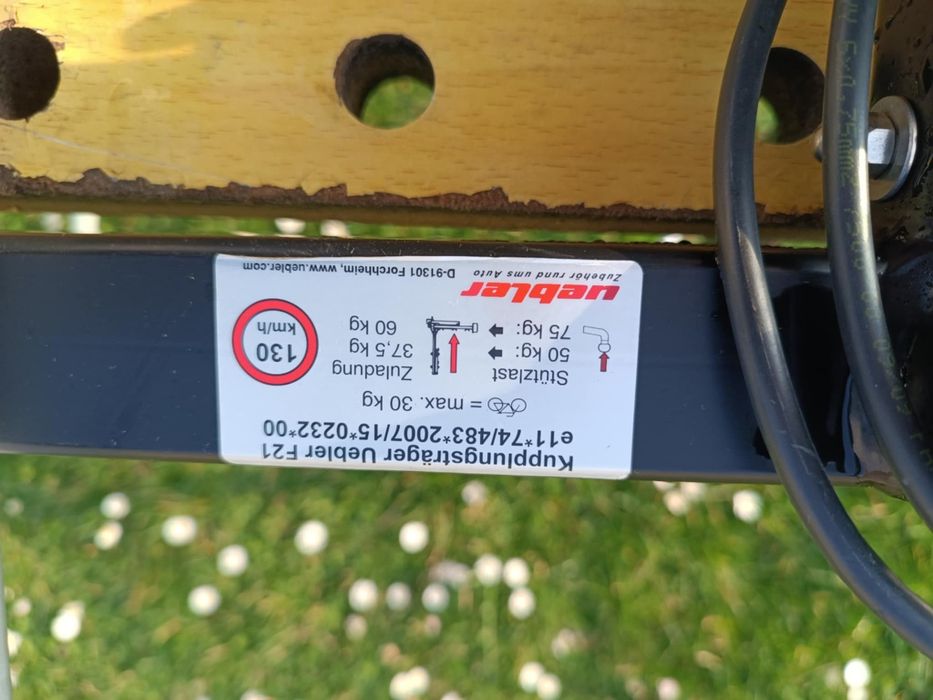 Kupplungsträger Uebler F21
e11*74/483*2007/15*0232*00
= max. 30 kg
Stützlast Zuladung
50 kg: 37,5 kg
75 kg: 60 kg
130
km/h
uebler
Zubehör rund ums Auto
D-91301 Forchheim, www.uebler.com